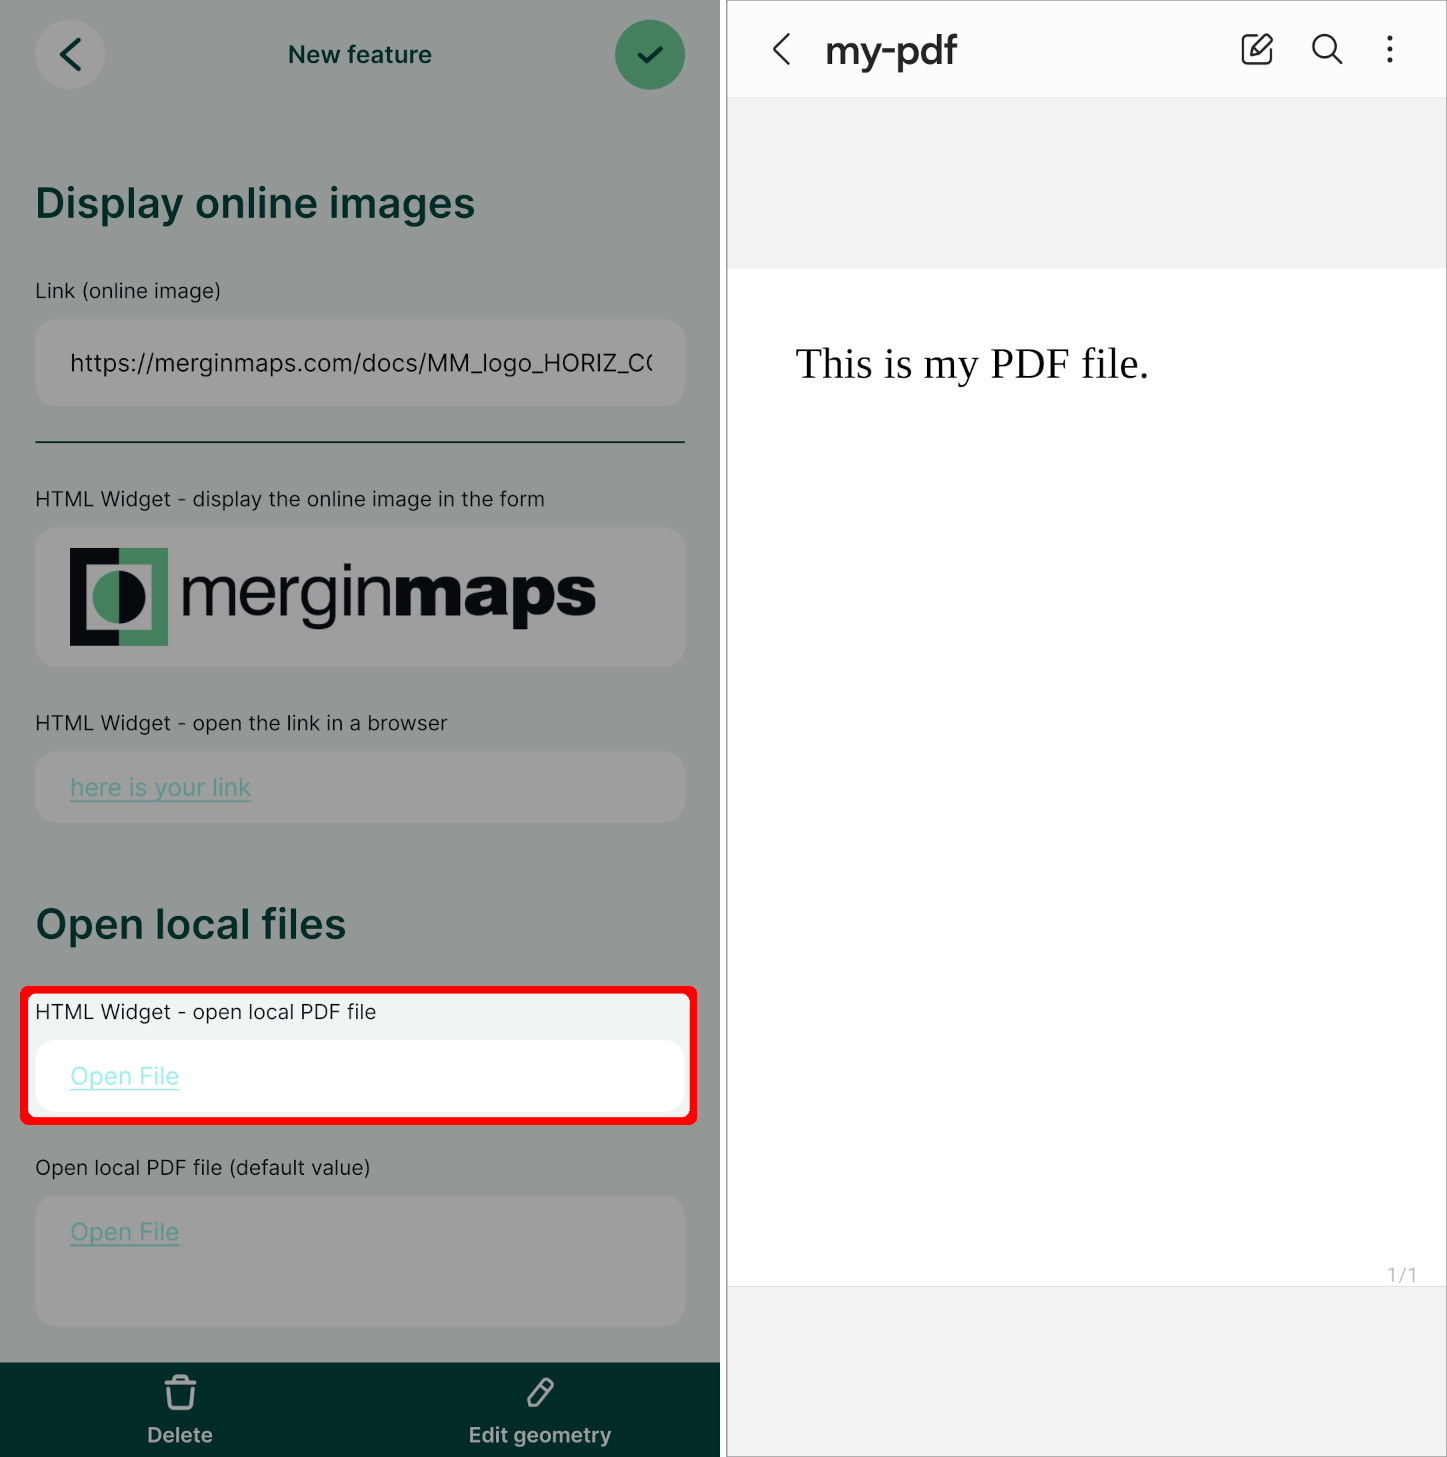 New feature
Display online images
Link (online image)
https://merginmaps.com/docs/MM_logo_HORIZ_CO
HTML Widget - display the online image in the form
merginmaps
HTML Widget - open the link in a browser
here is your link
Open local files
HTML Widget - open local PDF file
Open File
Open local PDF file (default value)
Open File
Delete
Edit geometry
my-pdf
This is my PDF file.
1/1